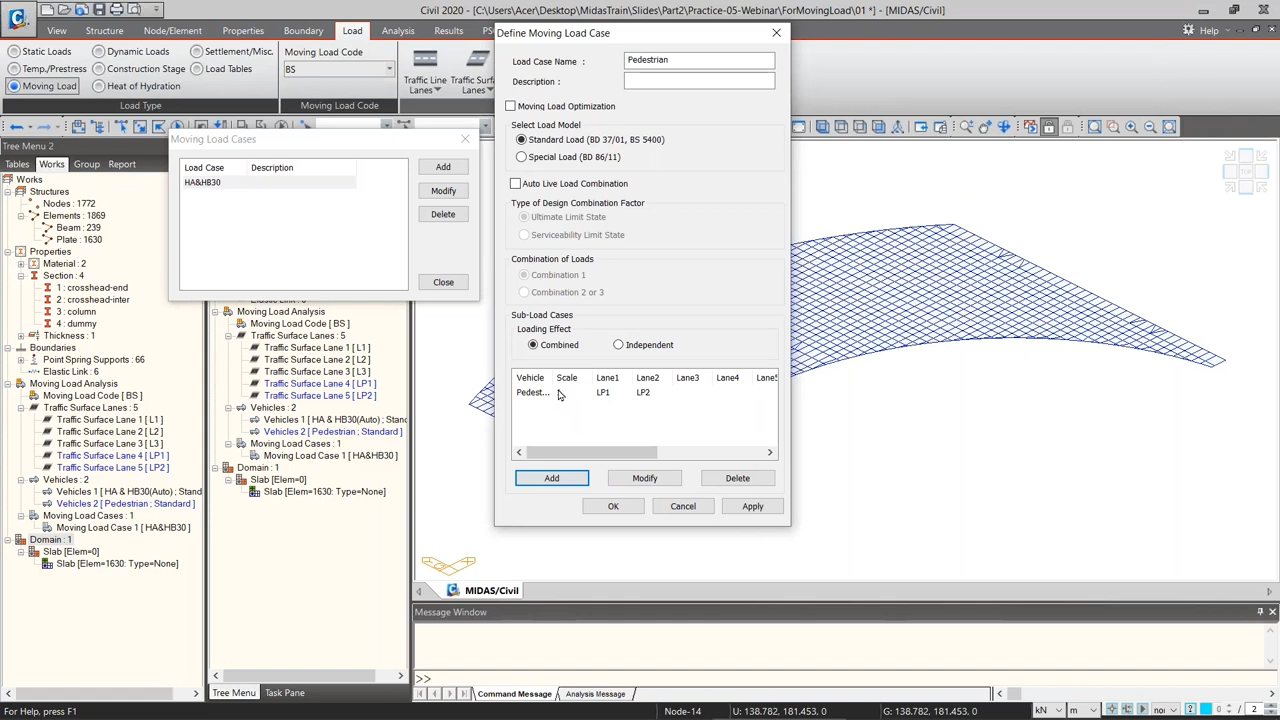 Civil 2020 - [C:\Users\Acer\Desktop\MidasTrain\Slides\Part2\Practice-05-Webinar\ForMovingLoad\01 *] - [MIDAS/Civil]
View Structure Node/Element Properties Boundary Load Analysis Results
Help
Static Loads Dynamic Loads Settlement/Misc.
Temp./Prestress Construction Stage Load Tables
Moving Load Heat of Hydration
Load Type
Moving Load Code
BS
Moving Load Code
Traffic Line Lanes
Lanes
Tree Menu 2
Tables Works Group Report
Works
Structures
Nodes : 1772
Elements : 1869
Beam : 239
Plate : 1630
Properties
Material : 2
Section : 4
1 : crosshead-end
2 : crosshead-inter
3 : column
4 : dummy
Thickness : 1
Boundaries
Point Spring Supports : 66
Elastic Link : 6
Moving Load Analysis
Moving Load Code [ BS ]
Traffic Surface Lanes : 5
Traffic Surface Lane 1 [ L1 ]
Traffic Surface Lane 2 [ L2 ]
Traffic Surface Lane 3 [ L3 ]
Traffic Surface Lane 4 [ LP1 ]
Traffic Surface Lane 5 [ LP2 ]
Vehicles : 2
Vehicles 1 [ HA & HB30(Auto) ; Stan
Vehicles 2 [ Pedestrian ; Standard ]
Moving Load Cases : 1
Moving Load Case 1 [ HA&HB30 ]
Domain : 1
Slab [Elem=0]
Slab [Elem=1630: Type=None]
Moving Load Cases
Load Case Description
HA&HB30
Add
Modify
Delete
Close
Moving Load Analysis
Moving Load Code [ BS ]
Traffic Surface Lanes : 5
Traffic Surface Lane 1 [ L1 ]
Traffic Surface Lane 2 [ L2 ]
Traffic Surface Lane 3 [ L3 ]
Traffic Surface Lane 4 [ LP1 ]
Traffic Surface Lane 5 [ LP2 ]
Vehicles : 2
Vehicles 1 [ HA & HB30(Auto) ; Standard
Vehicles 2 [ Pedestrian ; Standard ]
Moving Load Cases : 1
Moving Load Case 1 [ HA&HB30 ]
Domain : 1
Slab [Elem=0]
Slab [Elem=1630: Type=None]
Tree Menu Task Pane
Define Moving Load Case
Load Case Name : Pedestrian
Description :
Moving Load Optimization
Select Load Model
Standard Load (BD 37/01, BS 5400)
Special Load (BD 86/11)
Auto Live Load Combination
Type of Design Combination Factor
Ultimate Limit State
Serviceability Limit State
Combination of Loads
Combination 1
Combination 2 or 3
Sub-Load Cases
Loading Effect
Combined Independent
Vehicle Scale Lane1 Lane2 Lane3 Lane4
Pedest... LP1 LP2
Add Modify Delete
OK Cancel Apply
TOP
MIDAS/Civil
Message Window
>>
Command Message Analysis Message
For Help, press F1
Node-14
U: 138.782, 181.453, 0
G: 138.782, 181.453, 0
kN m
0 / 2